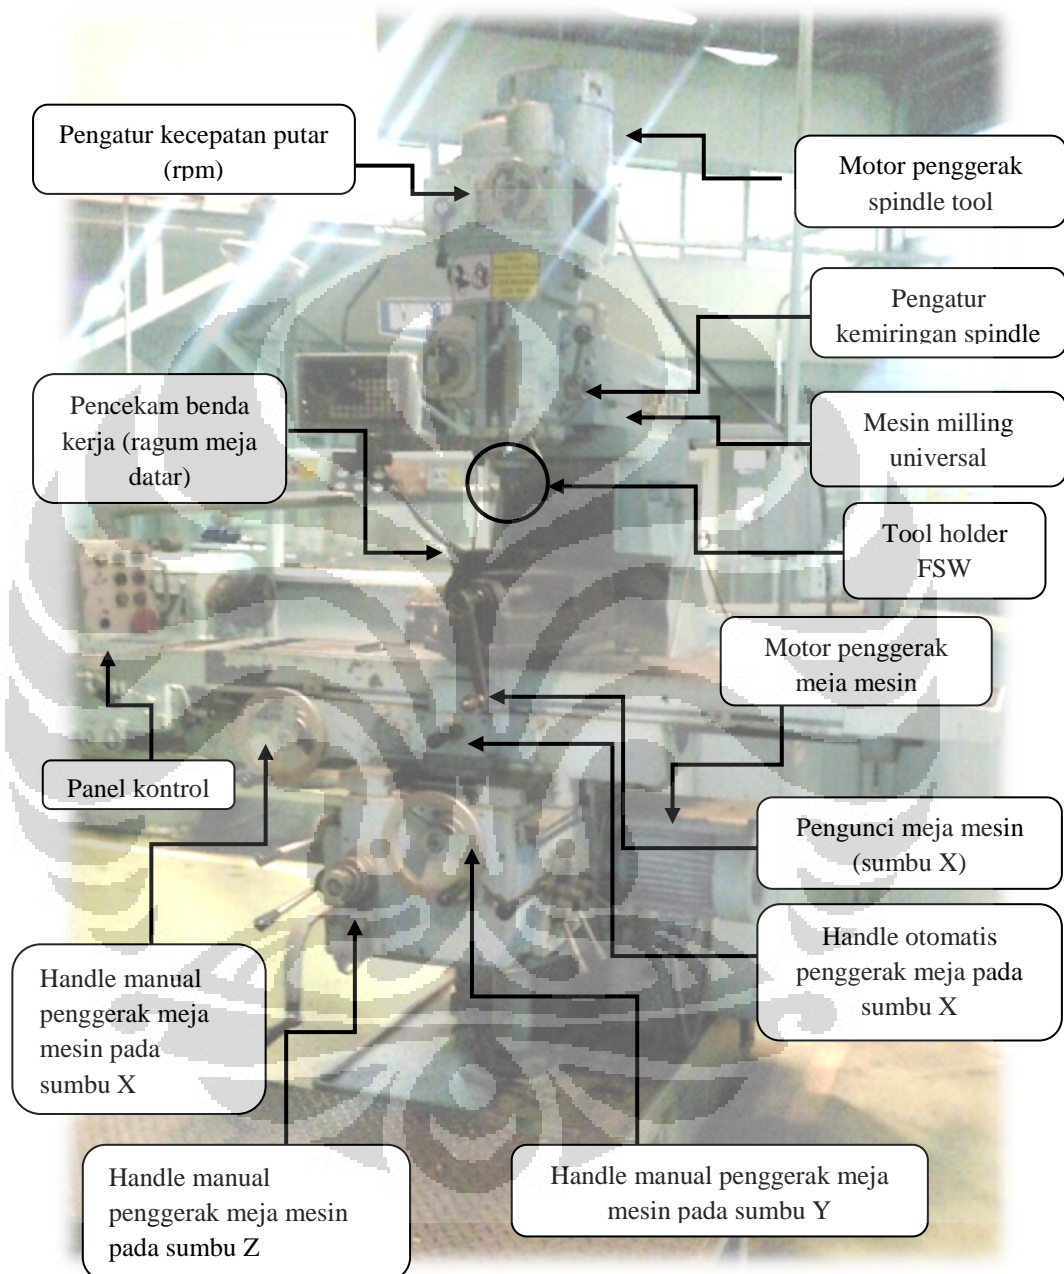 Pengatur kecepatan putar
(rpm)
Motor penggerak
spindle tool
Pengatur
kemiringan spindle
Pencekam benda
kerja (ragum meja
datar)
Mesin milling
universal
Tool holder
FSW
Motor penggerak
meja mesin
Panel kontrol
Pengunci meja mesin
(sumbu X)
Handle otomatis
penggerak meja pada
sumbu X
Handle manual
penggerak meja
mesin pada
sumbu X
Handle manual
penggerak meja mesin
pada sumbu Z
Handle manual penggerak meja
mesin pada sumbu Y